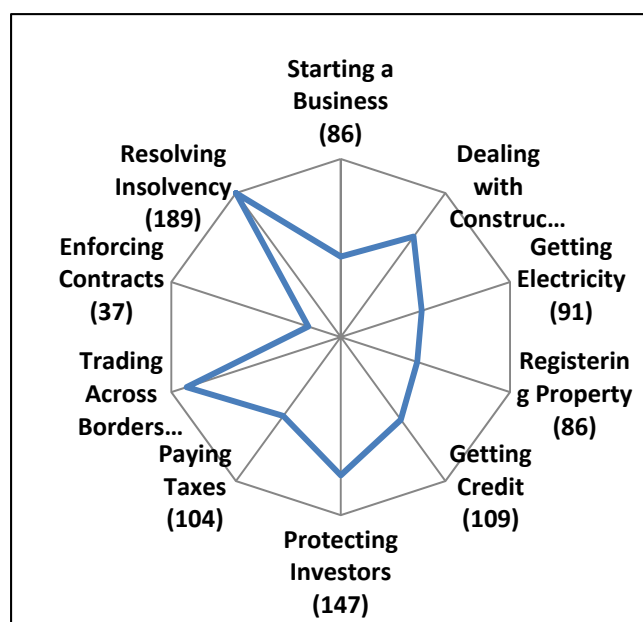 Starting a
Business
(86)
Dealing
with
Construc...
Getting
Electricity
(91)
Registerin
g Property
(86)
Getting
Credit
(109)
Protecting
Investors
(147)
Paying
Taxes
(104)
Trading
Across
Borders...
Enforcing
Contracts
(37)
Resolving
Insolvency
(189)